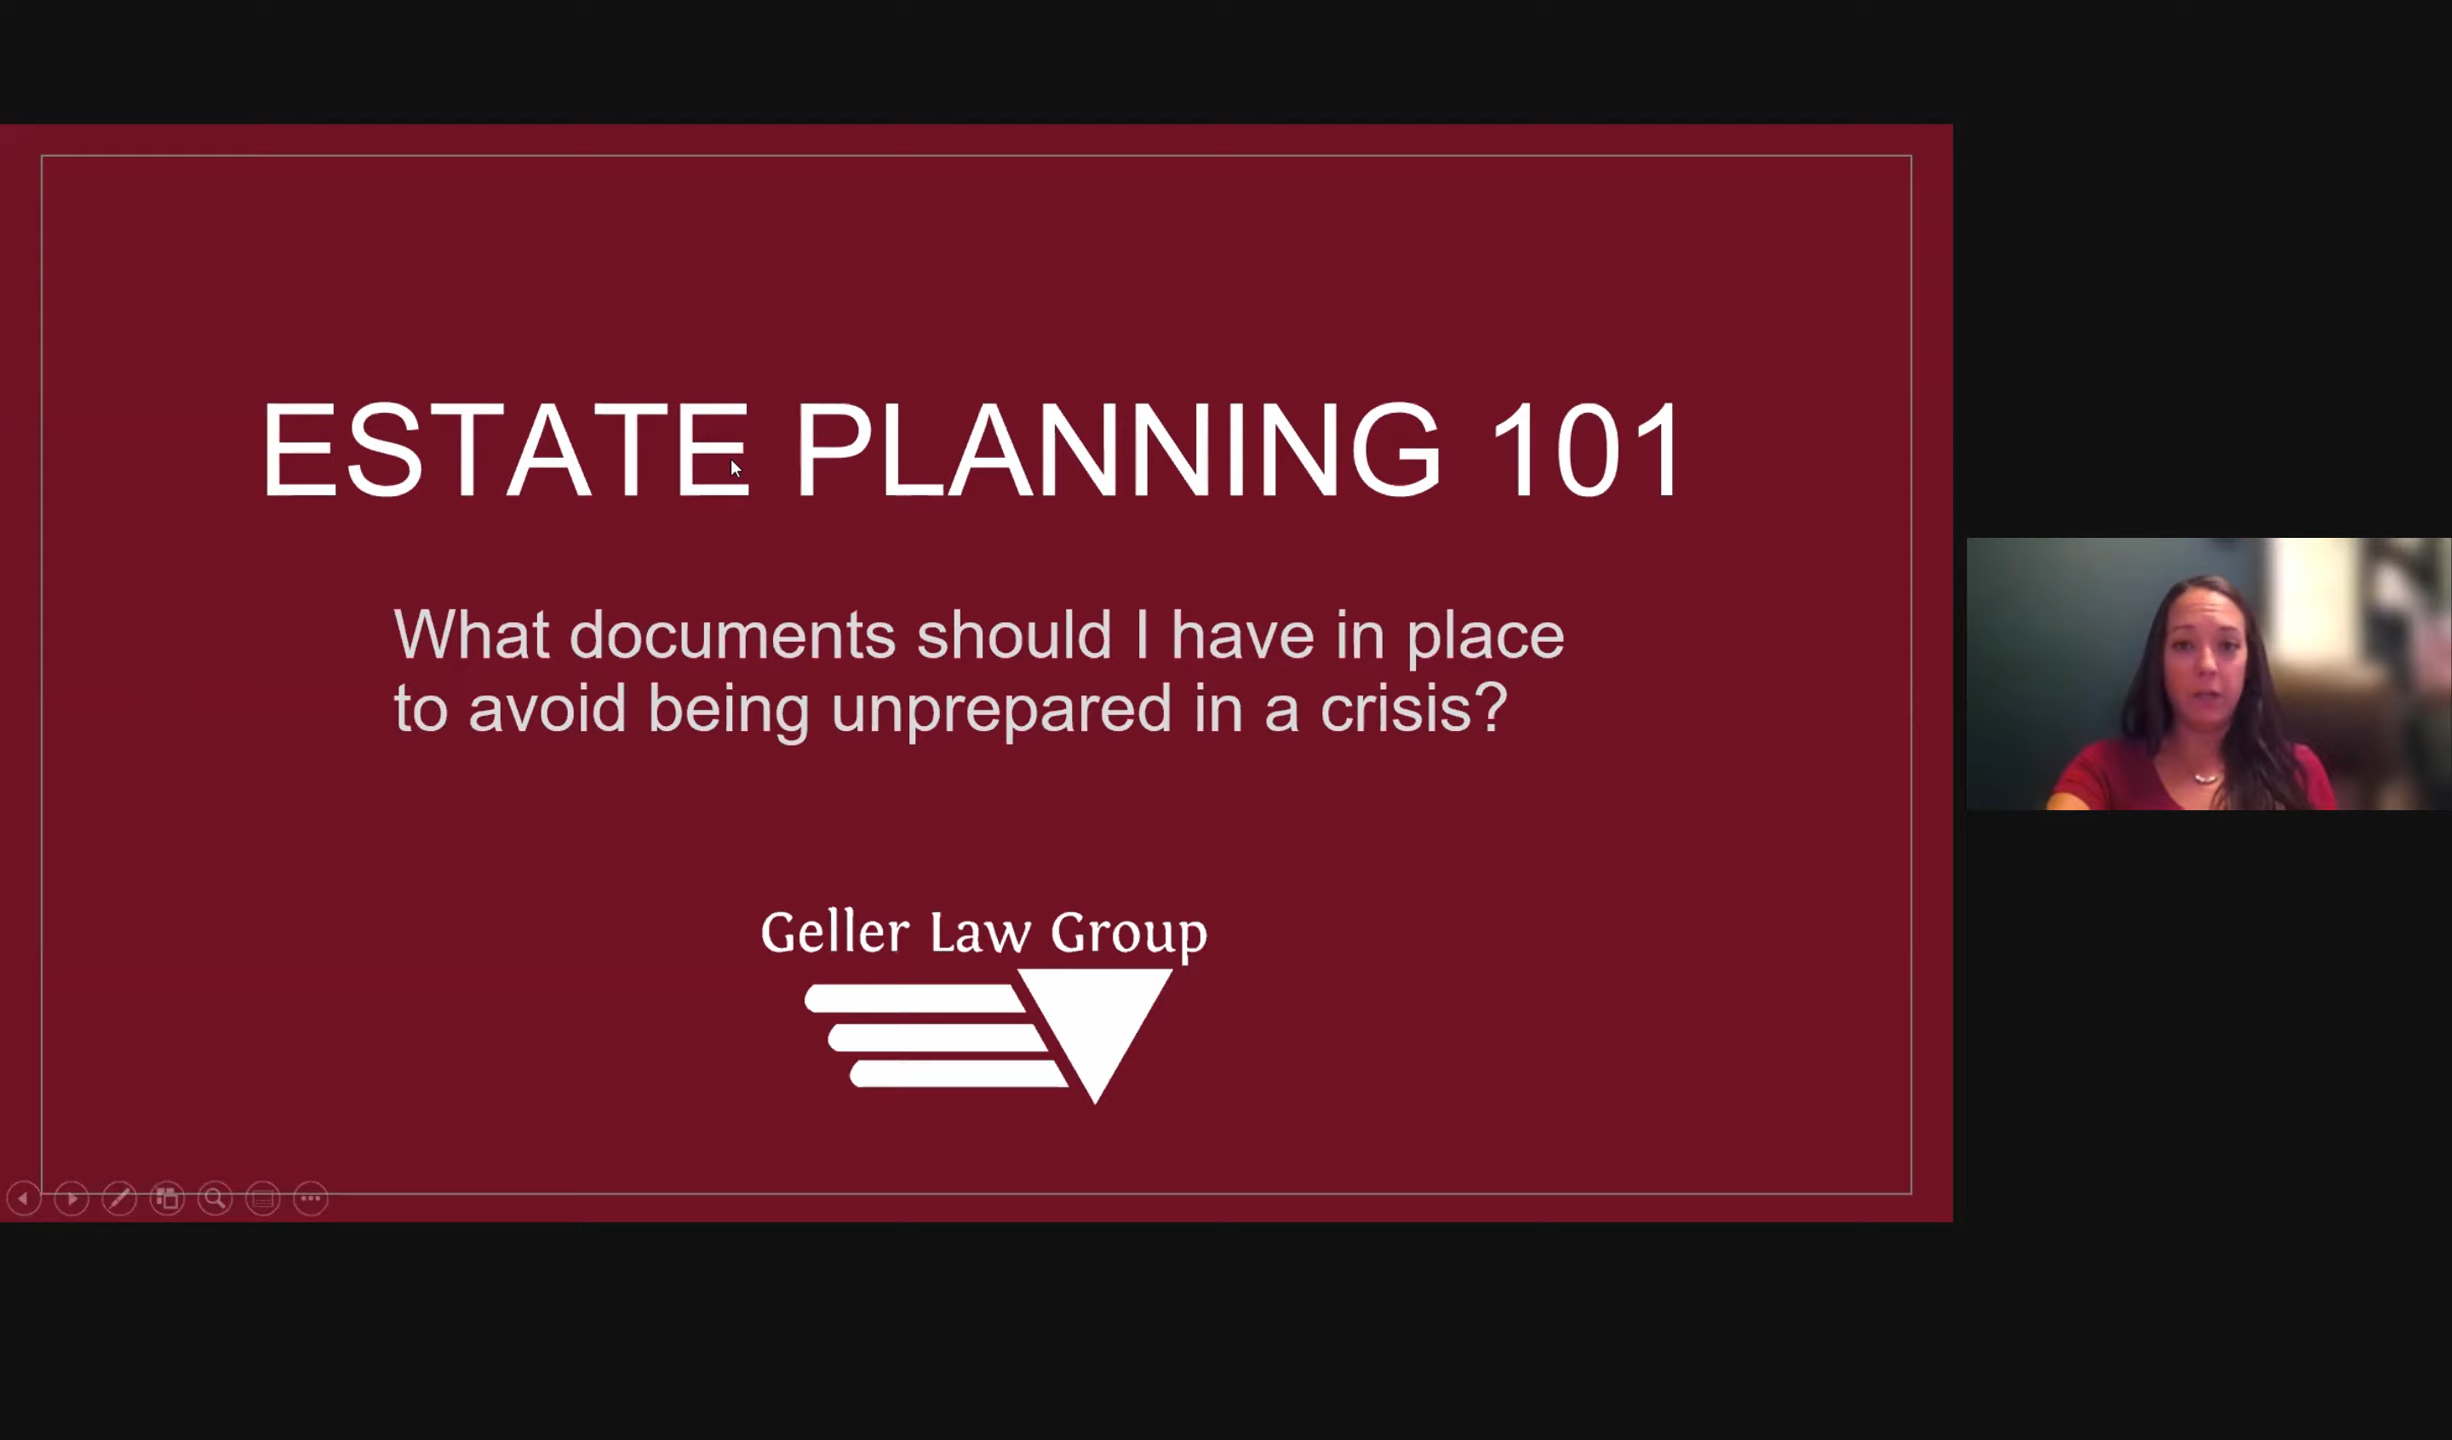 ESTATE PLANNING 101
What documents should I have in place
to avoid being unprepared in a crisis?
Geller Law Group